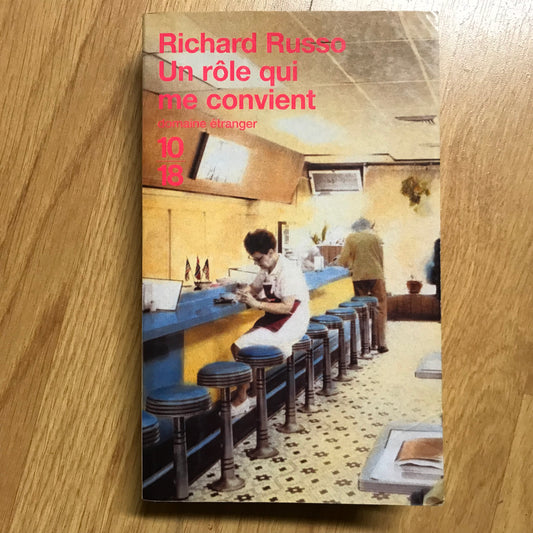 Richard Russo
Un rôle qui
me convient
domaine étranger
10
18